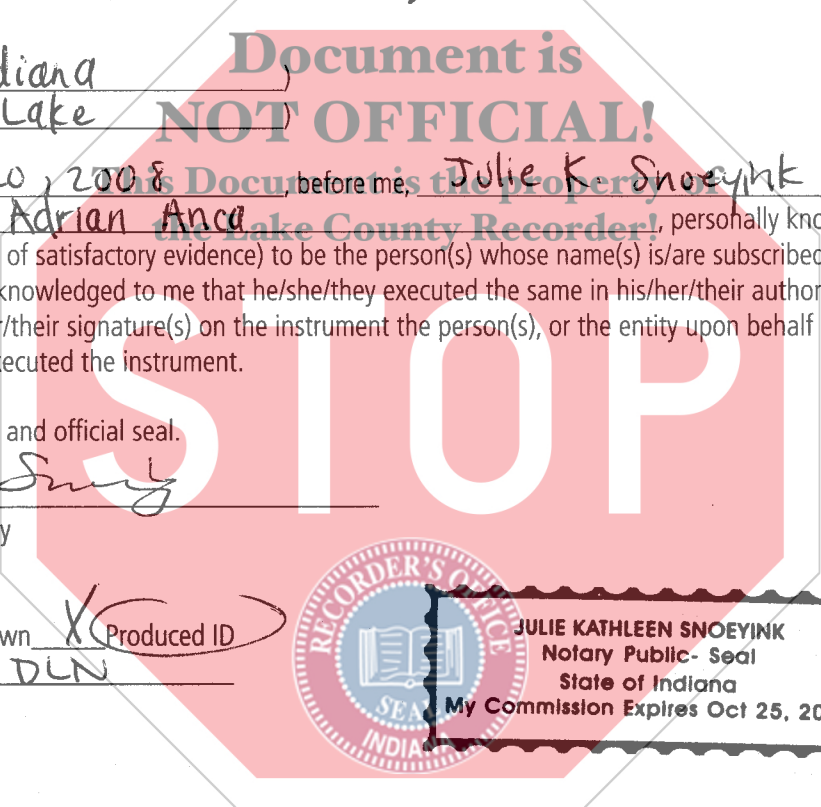 Document is
NOT OFFICIAL!
This Document is the property of
the Lake County Recorder!
diana )
Lake )
20, 2008, before me, Julie K. Snoeyink
Adrian Anca, personally kno
of satisfactory evidence) to be the person(s) whose name(s) is/are subscribed
knowledged to me that he/she/they executed the same in his/her/their author
r/their signature(s) on the instrument the person(s), or the entity upon behalf
ecuted the instrument.
and official seal.
STOP
y
wn X Produced ID
DLN
RECORDER'S OFFICE
SEAL
INDIANA
JULIE KATHLEEN SNOEYINK
Notary Public- Seal
State of Indiana
My Commission Expires Oct 25, 20